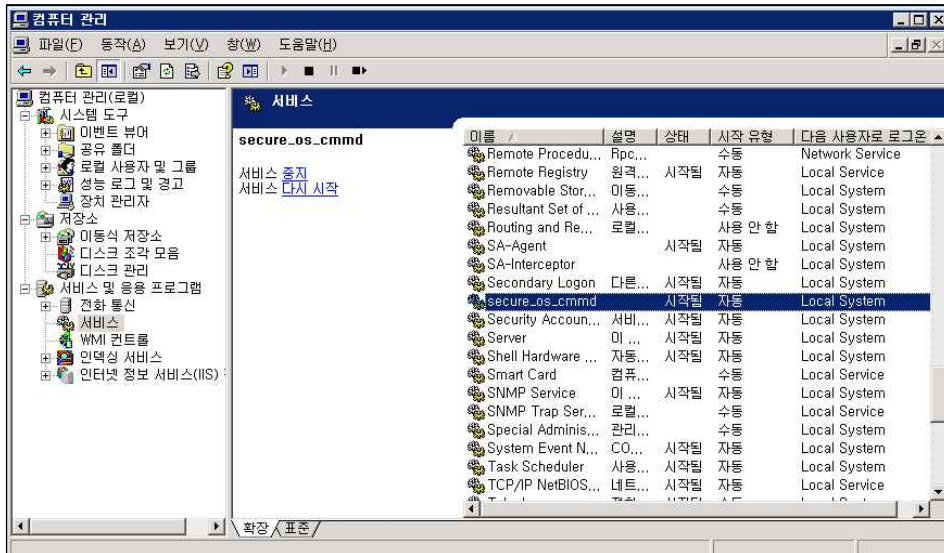 컴퓨터 관리
파일(F) 동작(A) 보기(V) 창(W) 도움말(H)
컴퓨터 관리(로컬)
시스템 도구
이벤트 뷰어
공유 폴더
로컬 사용자 및 그룹
성능 로그 및 경고
장치 관리자
저장소
이동식 저장소
디스크 조각 모음
디스크 관리
서비스 및 응용 프로그램
전화 통신
서비스
WMI 컨트롤
인덱싱 서비스
인터넷 정보 서비스(IIS)
서비스
secure_os_cmmd
서비스 중지
서비스 다시 시작
이름 설명 상태 시작 유형 다음 사용자로 로그온
Remote Procedu... Rpc... 수동 Network Service
Remote Registry 원격... 시작됨 자동 Local Service
Removable Stor... 이동... 수동 Local System
Resultant Set of ... 사용... 수동 Local System
Routing and Re... 로컬... 사용 안 함 Local System
SA-Agent 시작됨 자동 Local System
SA-Interceptor 사용 안 함 Local System
Secondary Logon 다른... 시작됨 자동 Local System
secure_os_cmmd 시작됨 자동 Local System
Security Accoun... 서비... 시작됨 자동 Local System
Server 이 ... 시작됨 자동 Local System
Shell Hardware ... 자동... 시작됨 자동 Local System
Smart Card 컴퓨... 수동 Local Service
SNMP Service 이 ... 시작됨 자동 Local System
SNMP Trap Ser... 로컬... 수동 Local Service
Special Adminis... 관리... 수동 Local System
System Event N... CO... 시작됨 자동 Local System
Task Scheduler 사용... 시작됨 자동 Local System
TCP/IP NetBIOS... 네트... 시작됨 자동 Local Service
확장 표준